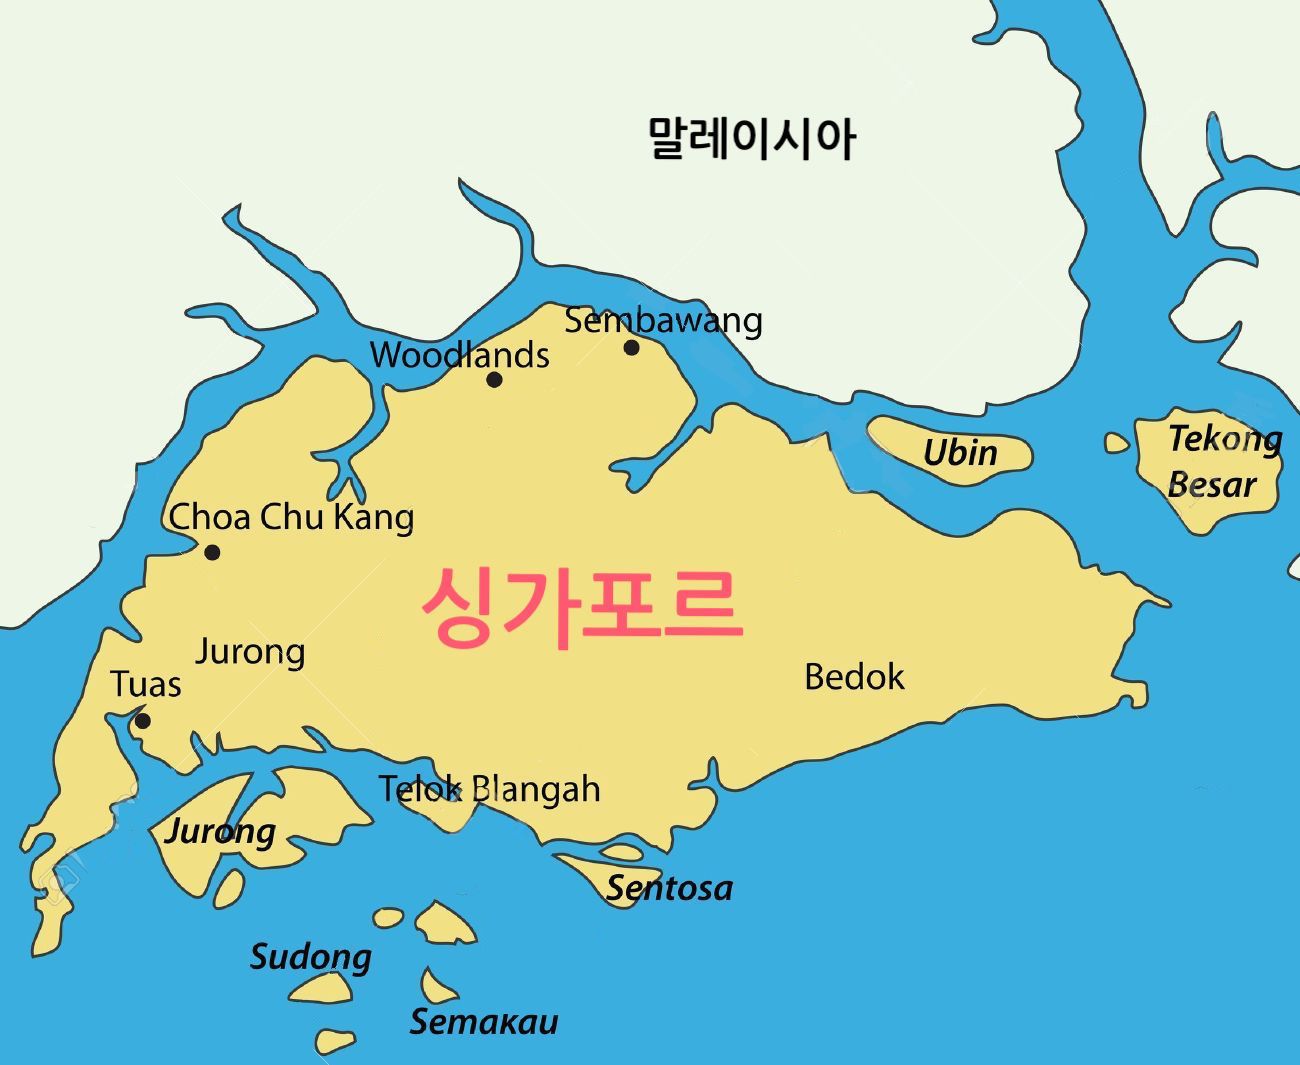 말레이시아
Sembawang
Woodlands
Ubin
Tekong
Besar
Choa Chu Kang
싱가포르
Jurong
Tuas
Bedok
Telok Blangah
Jurong
Sentosa
Sudong
Semaкau